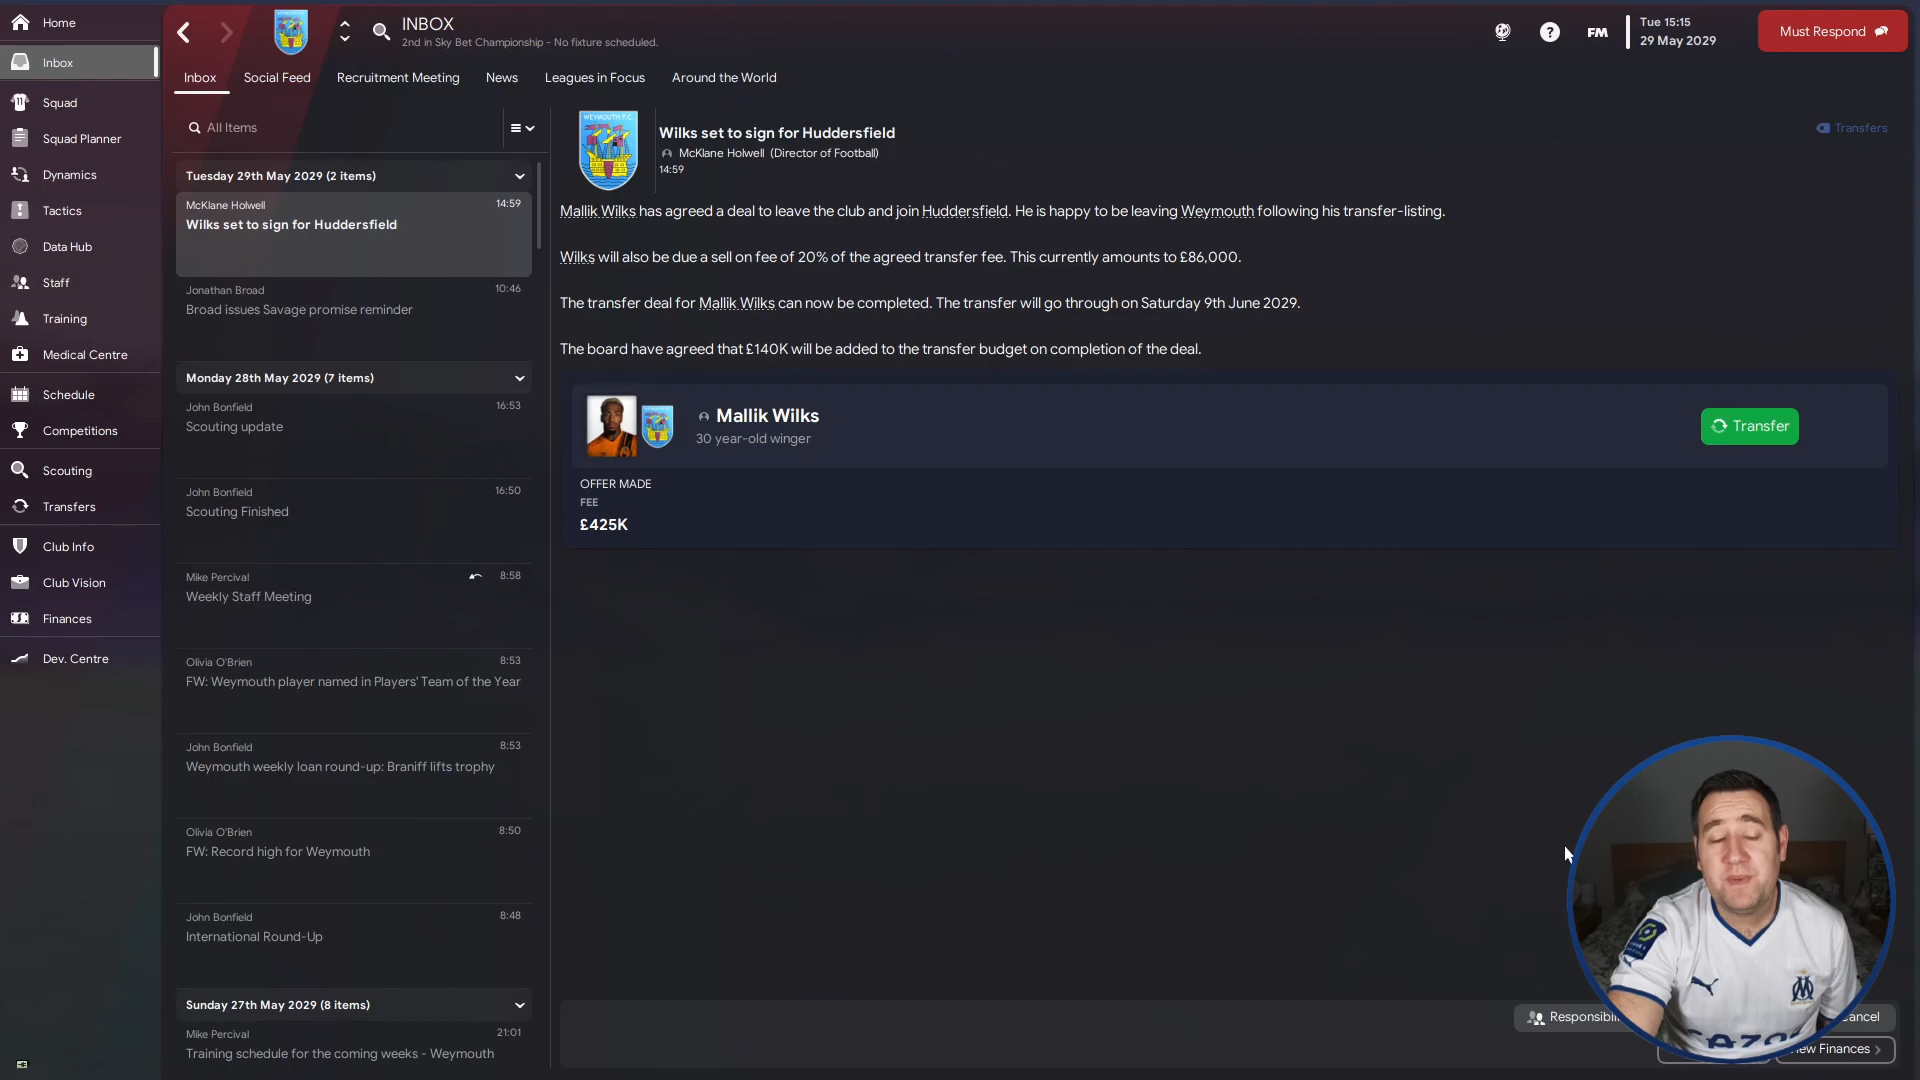 Home
Inbox
Squad
Squad Planner
Dynamics
Tactics
Data Hub
Staff
Training
Medical Centre
Schedule
Competitions
Scouting
Transfers
Club Info
Club Vision
Finances
Dev. Centre
INBOX
2nd in Sky Bet Championship - No fixture scheduled.
FM
Tue 15:15
29 May 2029
Must Respond
Inbox Social Feed Recruitment Meeting News Leagues in Focus Around the World
All Items
Tuesday 29th May 2029 (2 items)
McKlane Holwell 14:59
Wilks set to sign for Huddersfield
Jonathan Broad 10:46
Broad issues Savage promise reminder
Monday 28th May 2029 (7 items)
John Bonfield 16:53
Scouting update
John Bonfield 16:50
Scouting Finished
Mike Percival 8:58
Weekly Staff Meeting
Olivia O'Brien 8:53
FW: Weymouth player named in Players' Team of the Year
John Bonfield 8:53
Weymouth weekly loan round-up: Braniff lifts trophy
Olivia O'Brien 8:50
FW: Record high for Weymouth
John Bonfield 8:48
International Round-Up
Sunday 27th May 2029 (8 items)
Mike Percival 21:01
Training schedule for the coming weeks - Weymouth
WEYMOUTH F.C
Wilks set to sign for Huddersfield
McKlane Holwell (Director of Football)
14:59
Transfers
Mallik Wilks has agreed a deal to leave the club and join Huddersfield. He is happy to be leaving Weymouth following his transfer-listing.
Wilks will also be due a sell on fee of 20% of the agreed transfer fee. This currently amounts to £86,000.
The transfer deal for Mallik Wilks can now be completed. The transfer will go through on Saturday 9th June 2029.
The board have agreed that £140K will be added to the transfer budget on completion of the deal.
Mallik Wilks
30 year-old winger
Transfer
OFFER MADE
FEE
£425K
Finances